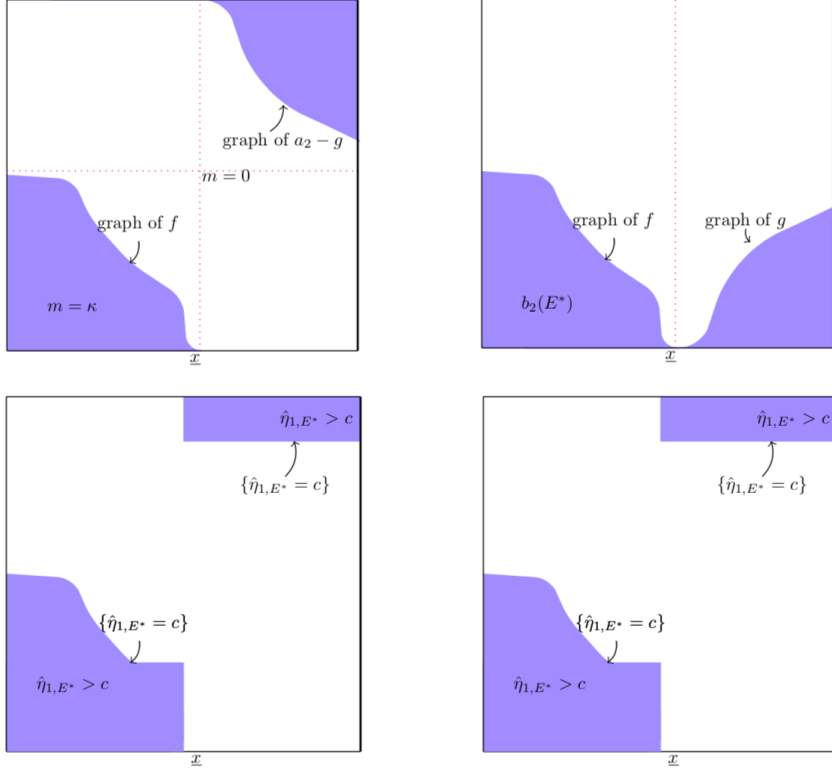 graph of a₂ − g
m = 0
graph of f
m = κ
x̲
graph of f
graph of g
b₂(E*)
x̲
η̂₁,E* > c
{η̂₁,E* = c}
{η̂₁,E* = c}
η̂₁,E* > c
x̲
η̂₁,E* > c
{η̂₁,E* = c}
{η̂₁,E* = c}
η̂₁,E* > c
x̲